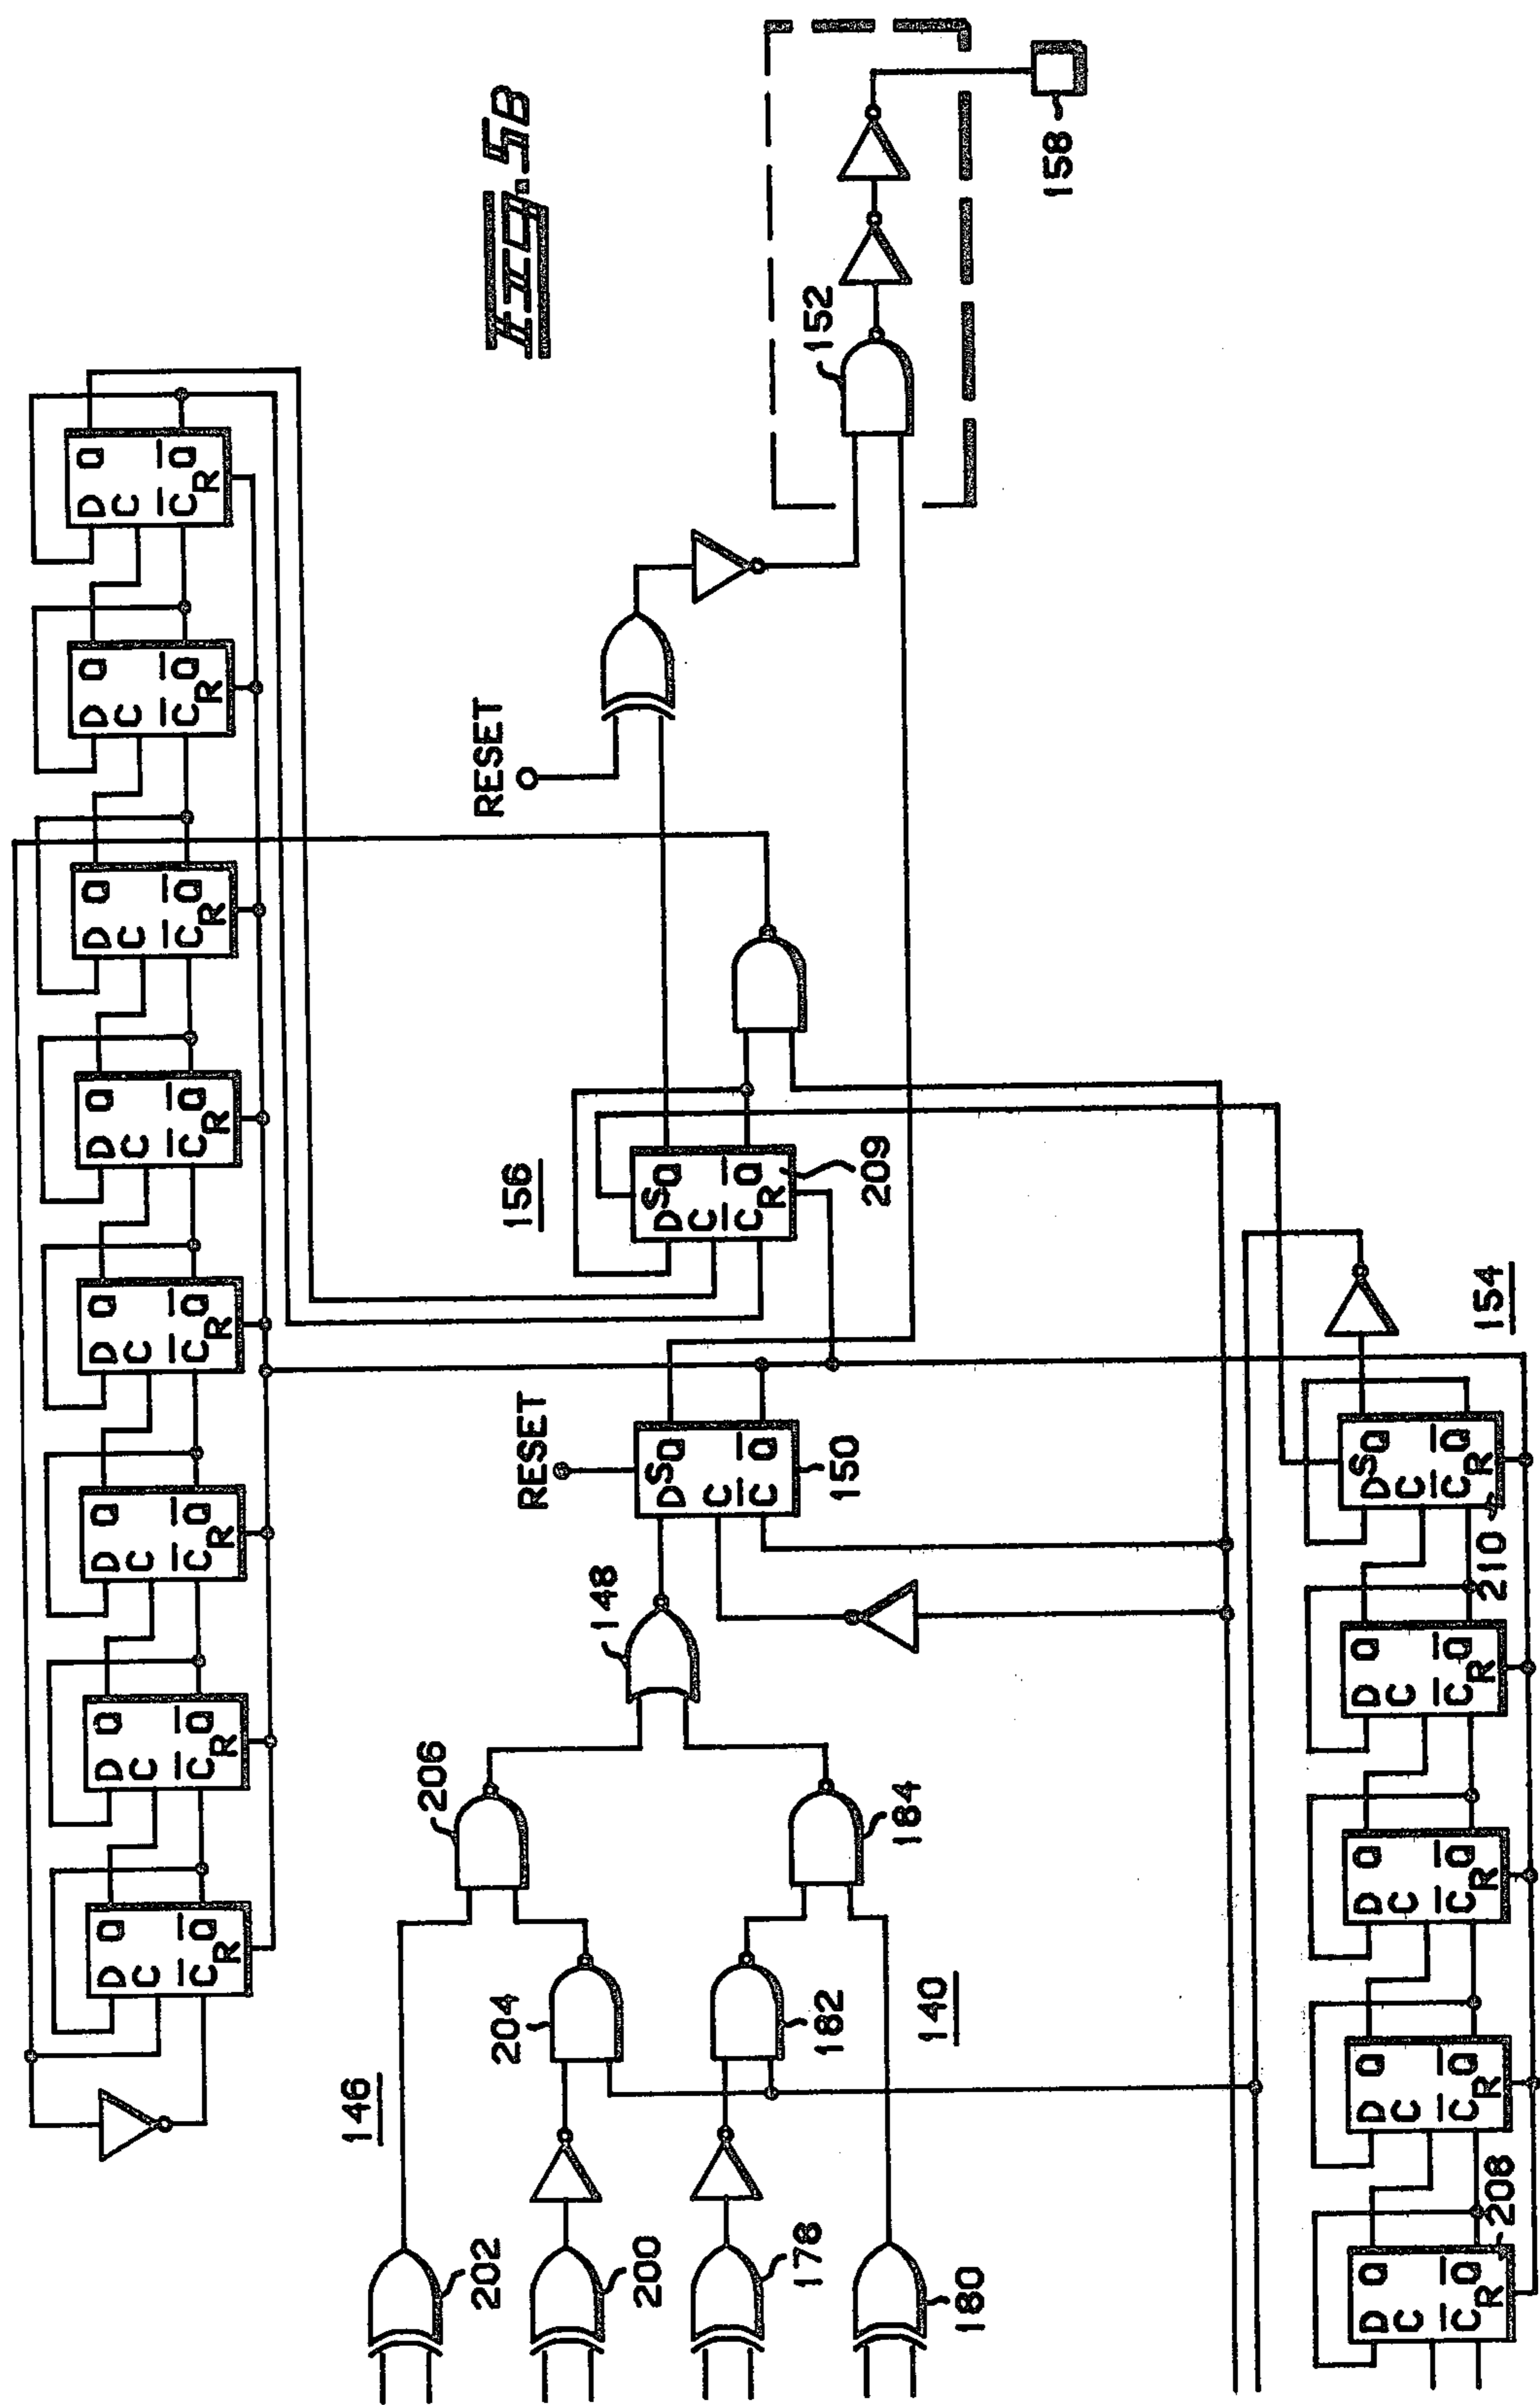 D Q D Q D Q D Q D Q D Q D Q D Q
C C C C C C C C
C̅ Q̅ C̅ Q̅ C̅ Q̅ C̅ Q̅ C̅ Q̅ C̅ Q̅ C̅ Q̅ C̅ Q̅
R R R R R R R R
FIG. 5B
146
202
206
RESET
156
RESET
204
200
148
D S Q
C
C̅ Q̅
150
D S Q
C
C̅ Q̅
R
209
152
178
182
184
180
140
158
154
D Q D Q D Q D Q D S Q
C C C C C
C̅ Q̅ C̅ Q̅ C̅ Q̅ C̅ Q̅ C̅ Q̅
R R R R R
208
210